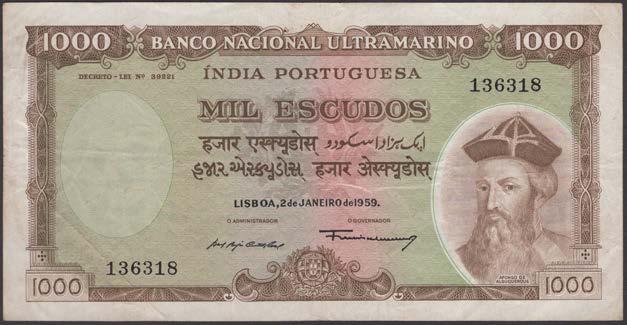 1000 BANCO NACIONAL ULTRAMARINO 1000
DECRETO - LEI Nº 39221
ÍNDIA PORTUGUESA
136318
MIL ESCUDOS
हजार एस्क्यूडोस ایک ہزار اسکودو
હજાર એસ્ક્યૂડોસ हजार ॲस्क्यूदोस
LISBOA, 2 de JANEIRO de 1959.
O ADMINISTRADOR O GOVERNADOR
136318
AFONSO DE
ALBUQUERQUE
1000 1000